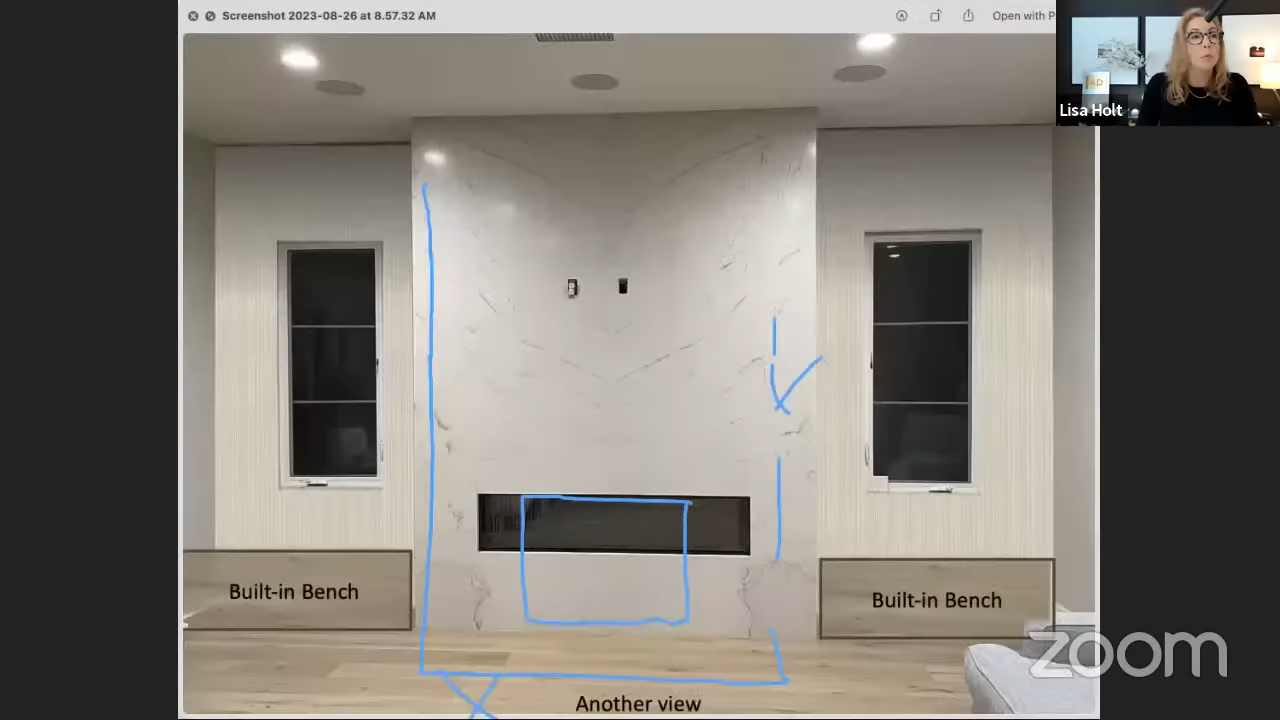 Screenshot 2023-08-26 at 8.57.32 AM
Open with P
AD
Lisa Holt
Built-in Bench
Built-in Bench
zoom
Another view